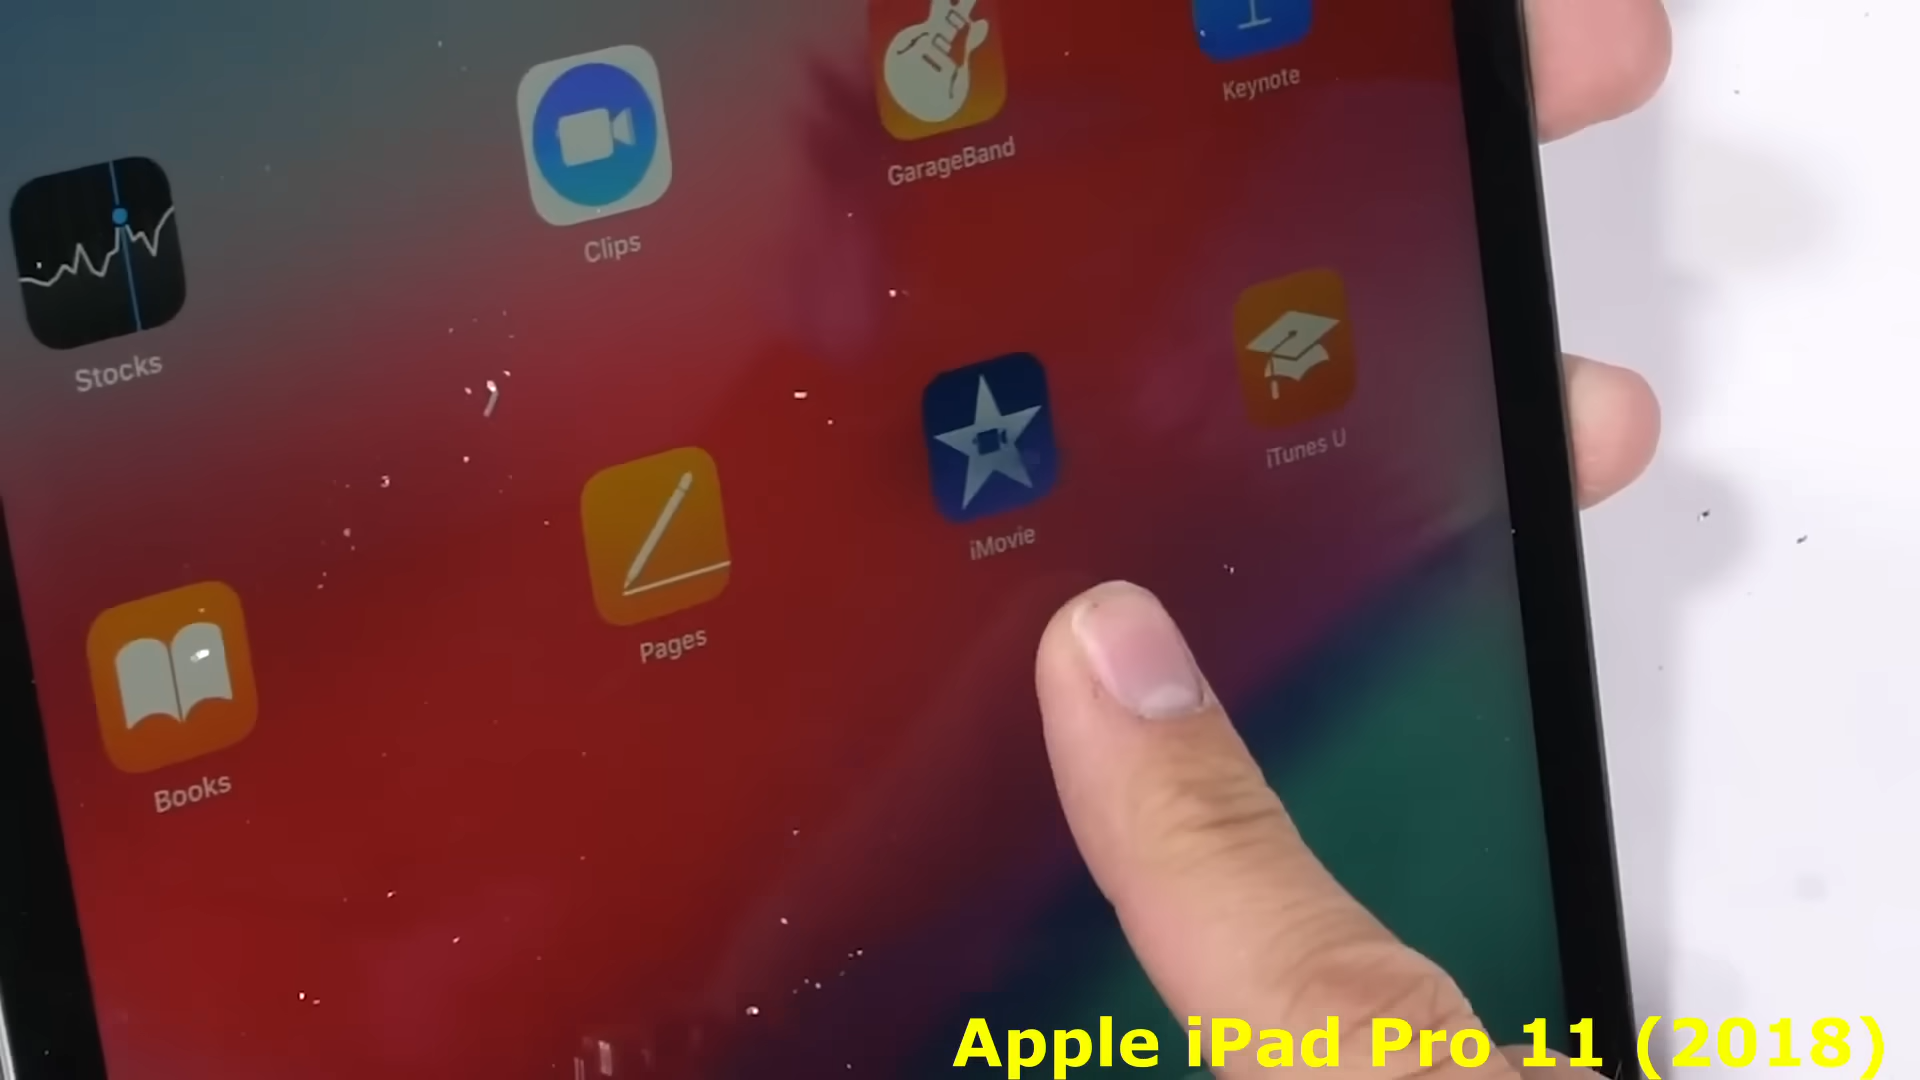 Keynote
GarageBand
Clips
Stocks
iTunes U
iMovie
Pages
Books
Apple iPad Pro 11 (2018)